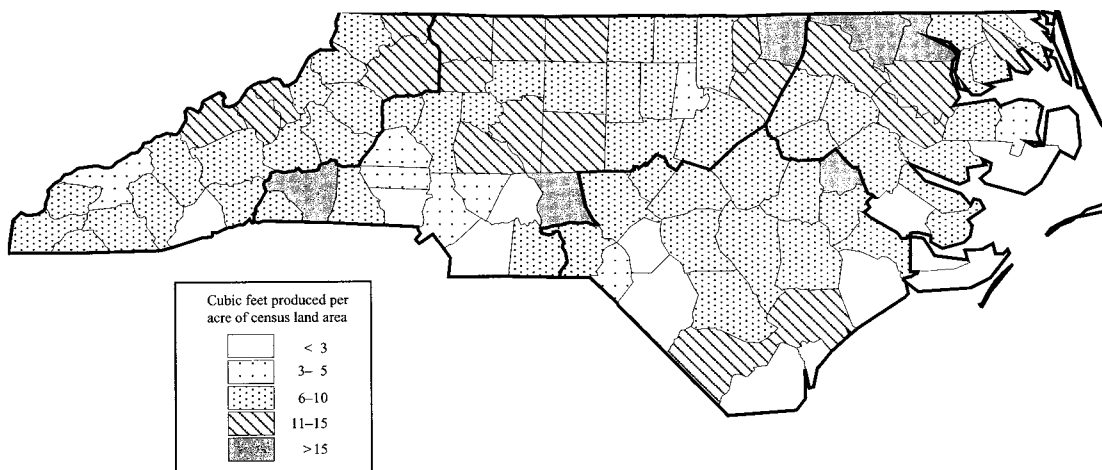 Cubic feet produced per
acre of census land area
< 3
3– 5
6–10
11–15
>15